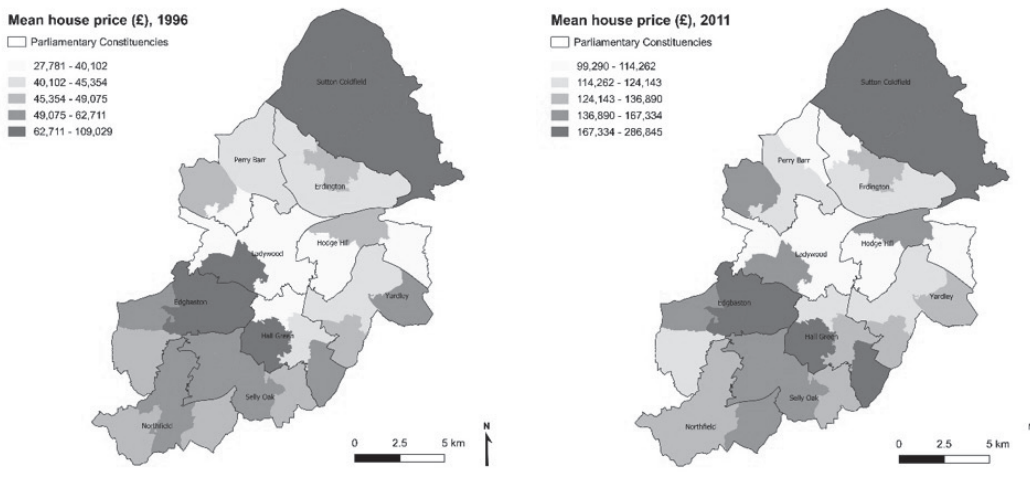 Mean house price (£), 1996
Parliamentary Constituencies
27,781 - 40,102
40,102 - 45,354
45,354 - 49,075
49,075 - 62,711
62,711 - 109,029
Sutton Coldfield
Perry Barr
Erdington
Hodge Hill
Ladywood
Edgbaston
Yardley
Hall Green
Selly Oak
Northfield
N
0 2.5 5 km
Mean house price (£), 2011
Parliamentary Constituencies
99,290 - 114,262
114,262 - 124,143
124,143 - 136,890
136,890 - 167,334
167,334 - 286,845
Sutton Coldfield
Perry Barr
Erdington
Hodge Hill
Ladywood
Edgbaston
Yardley
Hall Green
Selly Oak
Northfield
0 2.5 5 km